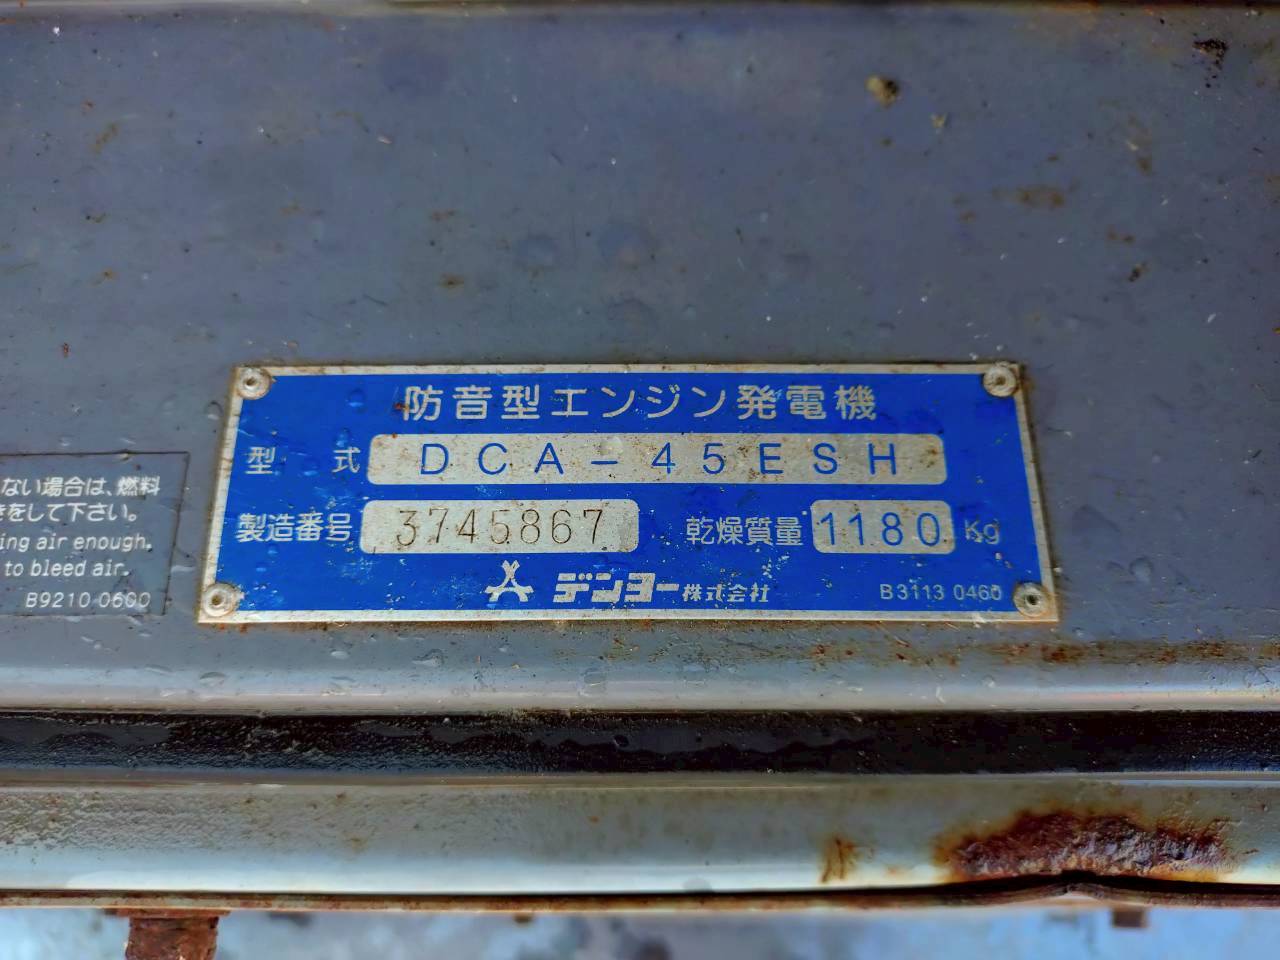 防音型エンジン発電機
型式 DCA-45ESH
製造番号 3745867 乾燥質量 1180 Kg
デンヨー株式会社 B3113 0460
ない場合は、燃料
をして下さい。
ing air enough,
to bleed air.
B9210 0600